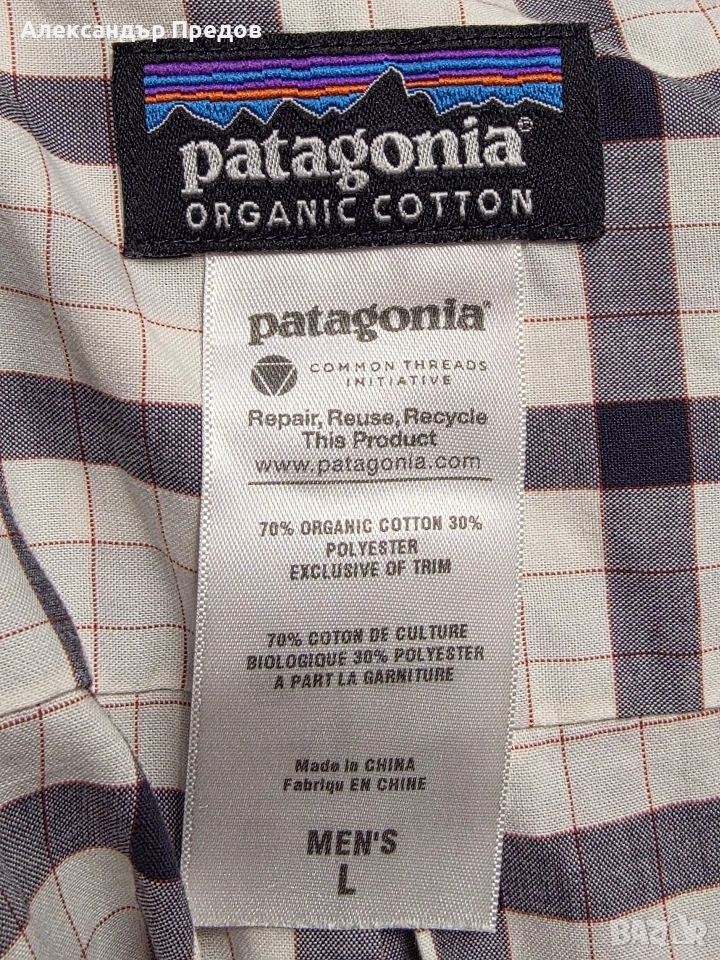 Александър Предов
patagonia®
ORGANIC COTTON
patagonia®
COMMON THREADS
INITIATIVE
Repair, Reuse, Recycle
This Product
www.patagonia.com
70% ORGANIC COTTON 30%
POLYESTER
EXCLUSIVE OF TRIM
70% COTON DE CULTURE
BIOLOGIQUE 30% POLYESTER
A PART LA GARNITURE
Made in CHINA
Fabriqu EN CHINE
MEN'S
L
BAZAR